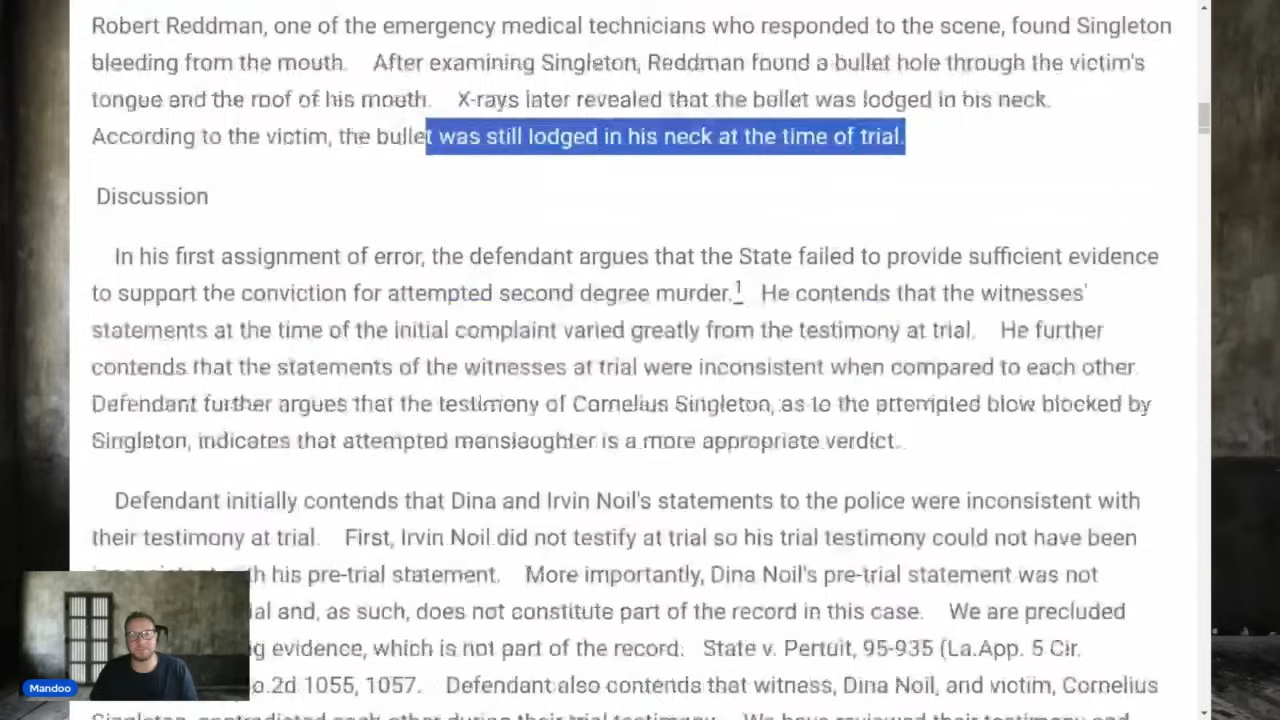 Robert Reddman, one of the emergency medical technicians who responded to the scene, found Singleton
bleeding from the mouth. After examining Singleton, Reddman found a bullet hole through the victim's
tongue and the roof of his mouth. X-rays later revealed that the bullet was lodged in his neck.
According to the victim, the bullet was still lodged in his neck at the time of trial.
Discussion
In his first assignment of error, the defendant argues that the State failed to provide sufficient evidence
to support the conviction for attempted second degree murder.1 He contends that the witnesses'
statements at the time of the initial complaint varied greatly from the testimony at trial. He further
contends that the statements of the witnesses at trial were inconsistent when compared to each other.
Defendant further argues that the testimony of Cornelius Singleton, as to the attempted blow blocked by
Singleton, indicates that attempted manslaughter is a more appropriate verdict.
Defendant initially contends that Dina and Irvin Noil's statements to the police were inconsistent with
their testimony at trial. First, Irvin Noil did not testify at trial so his trial testimony could not have been
his pre-trial statement. More importantly, Dina Noil's pre-trial statement was not
and, as such, does not constitute part of the record in this case. We are precluded
evidence, which is not part of the record. State v. Pertuit, 95-935 (La.App. 5 Cir.
.2d 1055, 1057. Defendant also contends that witness, Dina Noil, and victim, Cornelius
Mandoo